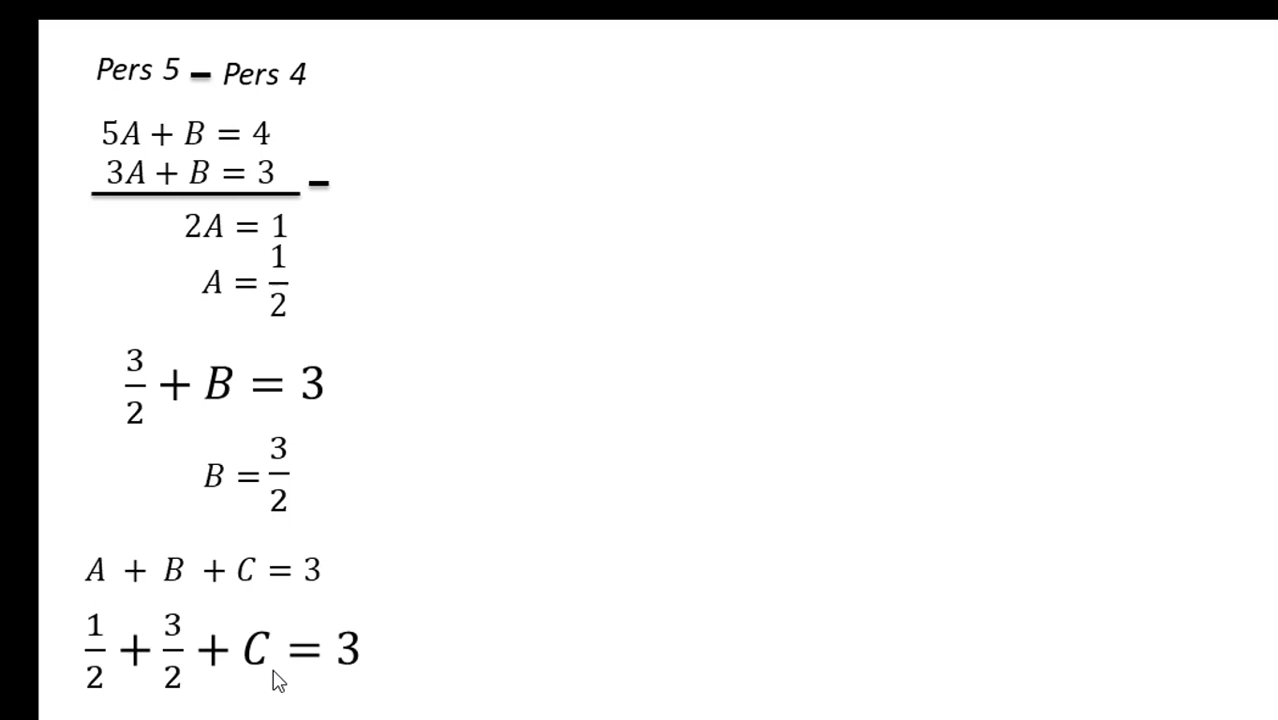 Pers 5 - Pers 4
5A + B = 4
3A + B = 3 -
2A = 1
A = 1/2
3/2 + B = 3
B = 3/2
A + B + C = 3
1/2 + 3/2 + C = 3